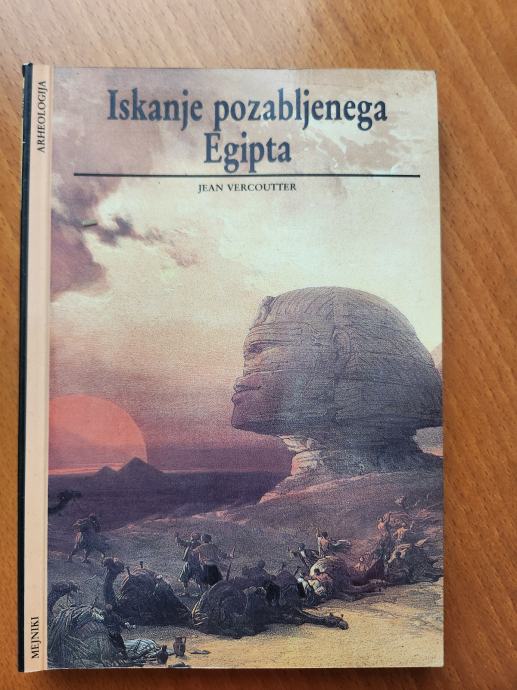 Iskanje pozabljenega
Egipta
JEAN VERCOUTTER
ARHEOLOGIJA
MEJNIKI